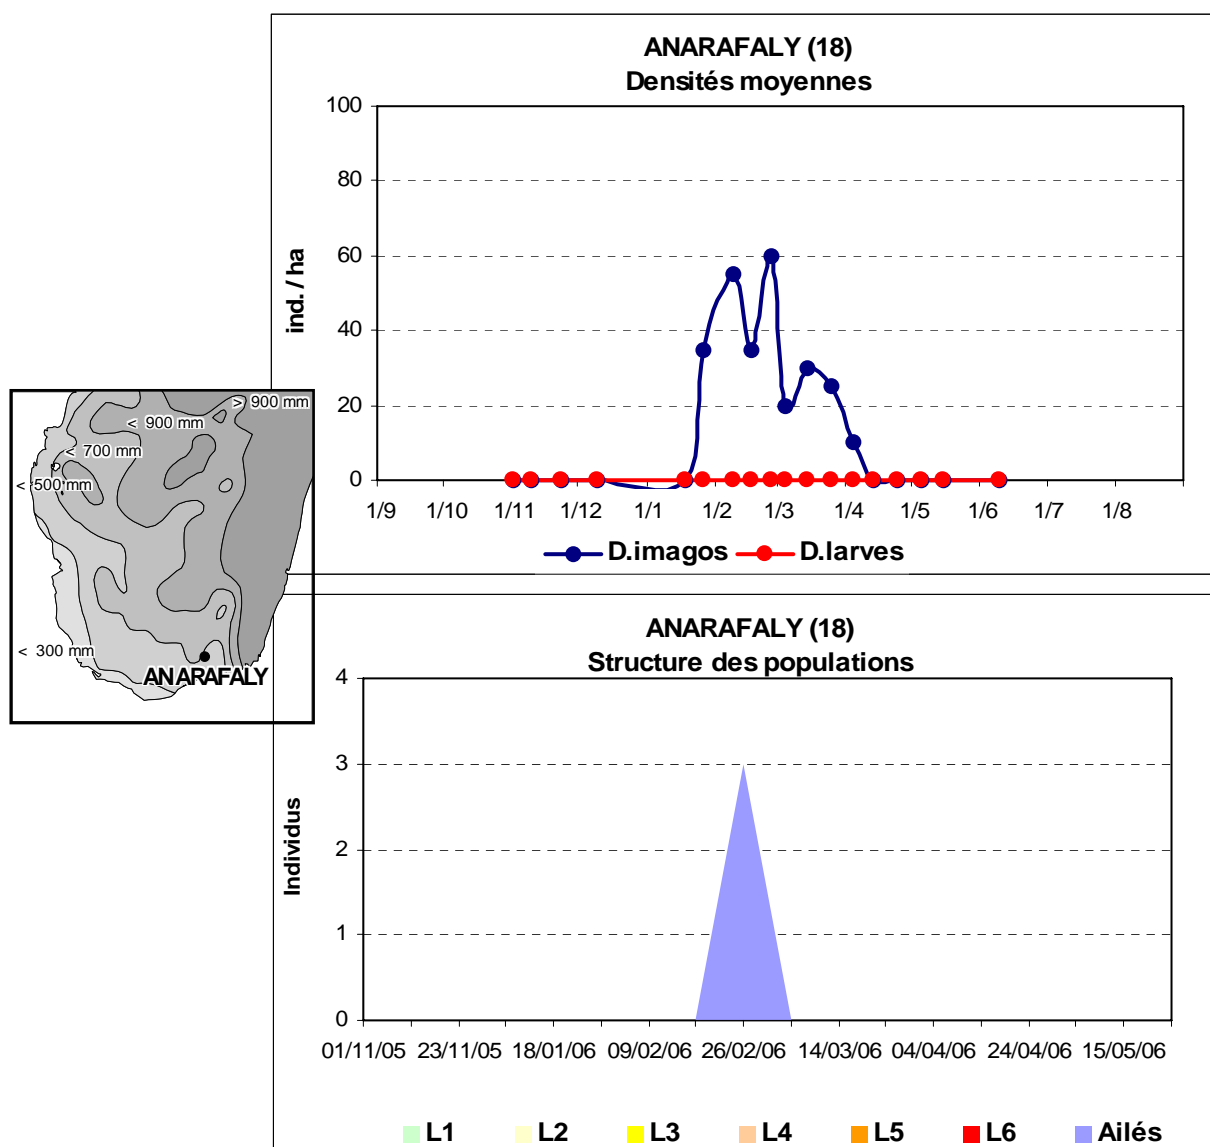 ANARAFALY (18)
Densités moyennes
100
80
60
40
20
0
ind. / ha
1/9 1/10 1/11 1/12 1/1 1/2 1/3 1/4 1/5 1/6 1/7 1/8
D.imagos D.larves
> 900 mm
< 900 mm
< 700 mm
< 500 mm
< 300 mm
ANARAFALY
ANARAFALY (18)
Structure des populations
4
3
2
1
0
Individus
01/11/05 23/11/05 18/01/06 09/02/06 26/02/06 14/03/06 04/04/06 24/04/06 15/05/06
L1 L2 L3 L4 L5 L6 Ailés